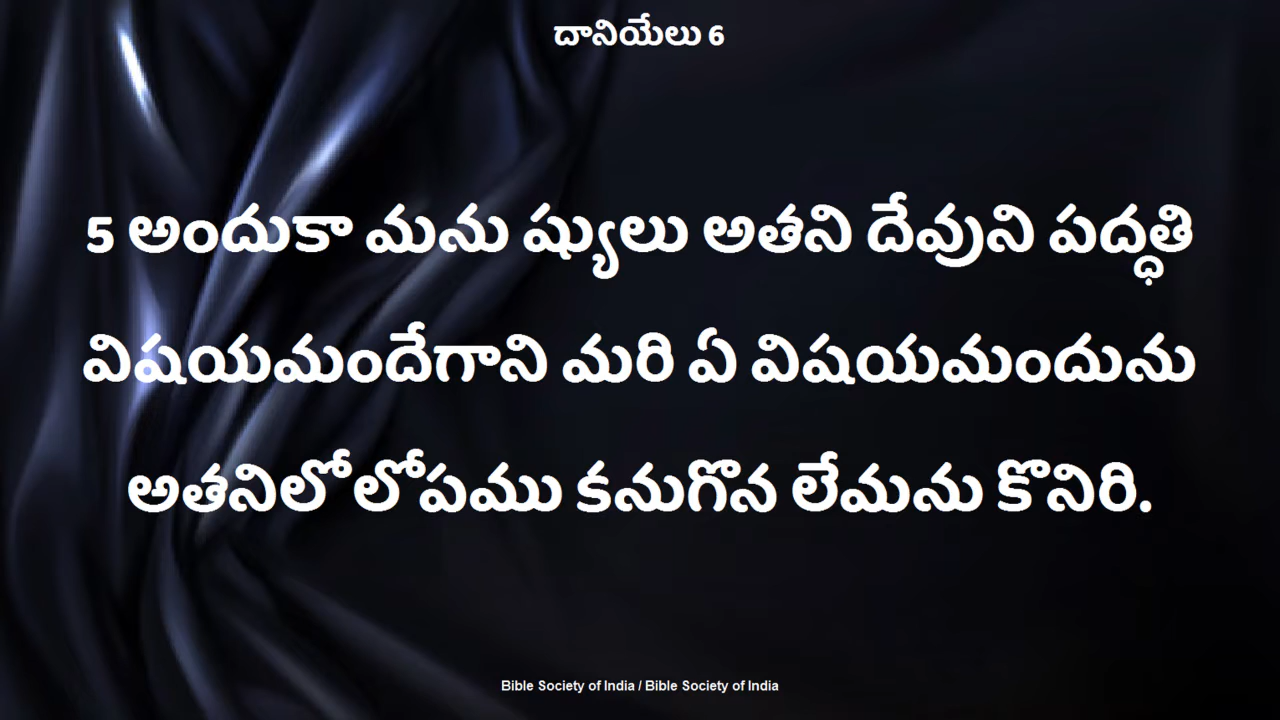 దానియేలు 6
5 అందుకా మను ష్యులు అతని దేవుని పద్ధతి
విషయమందేగాని మరి ఏ విషయమందును
అతనిలో లోపము కనుగొన లేమను కొనిరి.
Bible Society of India / Bible Society of India